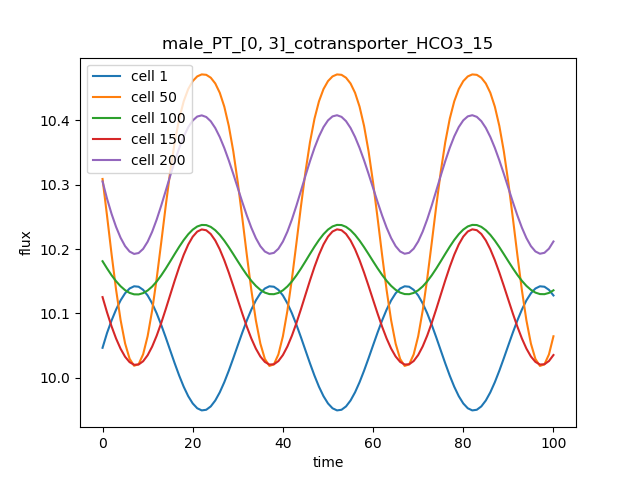 male_PT_[0, 3]_cotransporter_HCO3_15
cell 1
cell 50
cell 100
cell 150
cell 200
flux
10.4
10.3
10.2
10.1
10.0
0
20
40
60
80
100
time